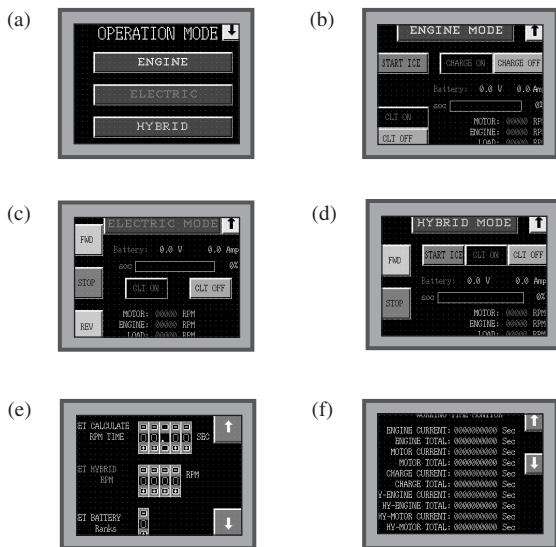 (a)
OPERATION MODE
ENGINE
ELECTRIC
HYBRID
(b)
ENGINE MODE
START ICE CHARGE ON CHARGE OFF
Battery: 0.0 V 0.0 Am
soc 0%
CLT ON
CLT OFF
MOTOR: 00000 RP
ENGINE: 00000 RP
LOAD: 00000 RP
(c)
ELECTRIC MODE
FWD
Battery: 0.0 V 0.0 Amp
soc 0%
STOP CLT ON CLT OFF
REV
MOTOR: 00000 RPM
ENGINE: 00000 RPM
LOAD: 00000 RPM
(d)
HYBRID MODE
FWD START ICE CLT ON CLT OFF
Battery: 0.0 V 0.0 Amp
soc 0%
STOP
MOTOR: 00000 RPM
ENGINE: 00000 RPM
LOAD: 00000 RPM
(e)
ET CALCULATE
RPM TIME SEC
ET HYBRID
RPM RPM
ET BATTERY
Ranks
(f)
WORKING TIME MONITOR
ENGINE CURRENT: 0000000000 Sec
ENGINE TOTAL: 0000000000 Sec
MOTOR CURRENT: 0000000000 Sec
MOTOR TOTAL: 0000000000 Sec
CHARGE CURRENT: 0000000000 Sec
CHARGE TOTAL: 0000000000 Sec
Y-ENGINE CURRENT: 0000000000 Sec
HY-ENGINE TOTAL: 0000000000 Sec
HY-MOTOR CURRENT: 0000000000 Sec
HY-MOTOR TOTAL: 0000000000 Sec